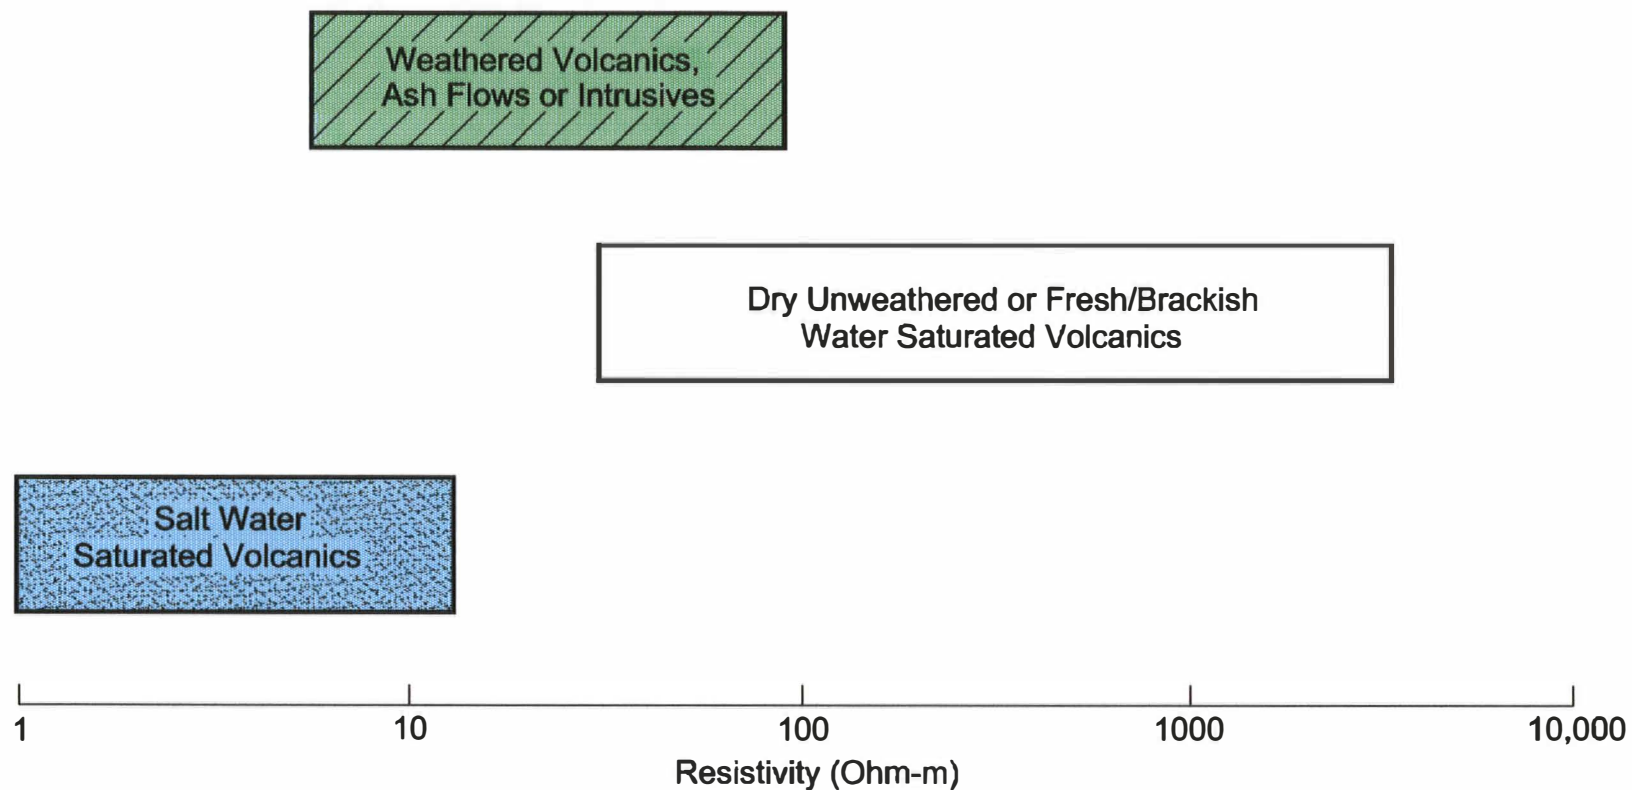 Weathered Volcanics,
Ash Flows or Intrusives
Dry Unweathered or Fresh/Brackish
Water Saturated Volcanics
Salt Water
Saturated Volcanics
1 10 100 1000 10,000
Resistivity (Ohm-m)